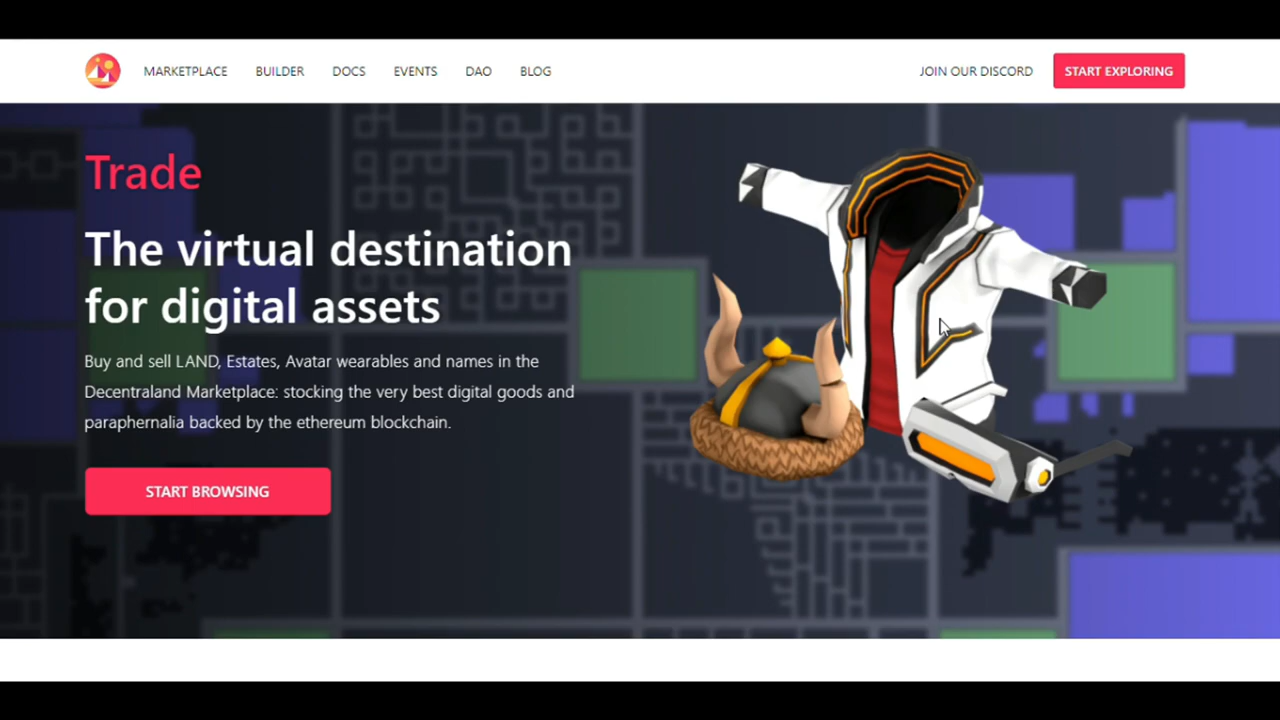 MARKETPLACE BUILDER DOCS EVENTS DAO BLOG JOIN OUR DISCORD START EXPLORING
Trade
The virtual destination
for digital assets
Buy and sell LAND, Estates, Avatar wearables and names in the
Decentraland Marketplace: stocking the very best digital goods and
paraphernalia backed by the ethereum blockchain.
START BROWSING